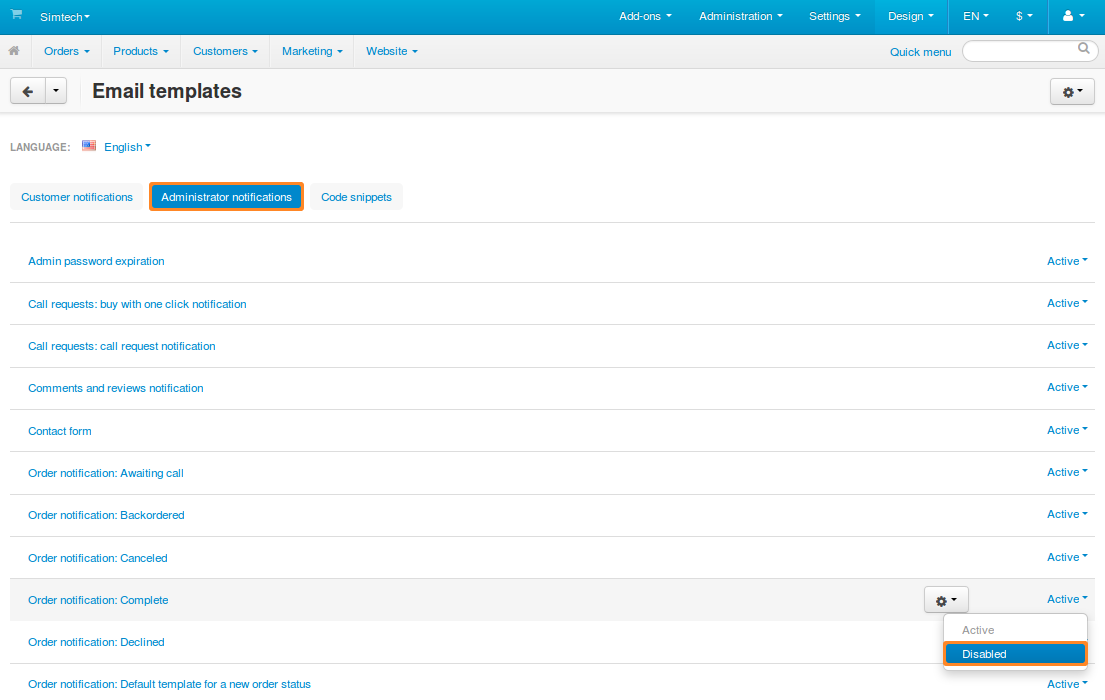 Simtech Add-ons Administration Settings Design EN $
Orders Products Customers Marketing Website Quick menu
Email templates
LANGUAGE: English
Customer notifications Administrator notifications Code snippets
Admin password expiration Active
Call requests: buy with one click notification Active
Call requests: call request notification Active
Comments and reviews notification Active
Contact form Active
Order notification: Awaiting call Active
Order notification: Backordered Active
Order notification: Canceled Active
Order notification: Complete Active
Active
Order notification: Declined
Disabled
Order notification: Default template for a new order status Active